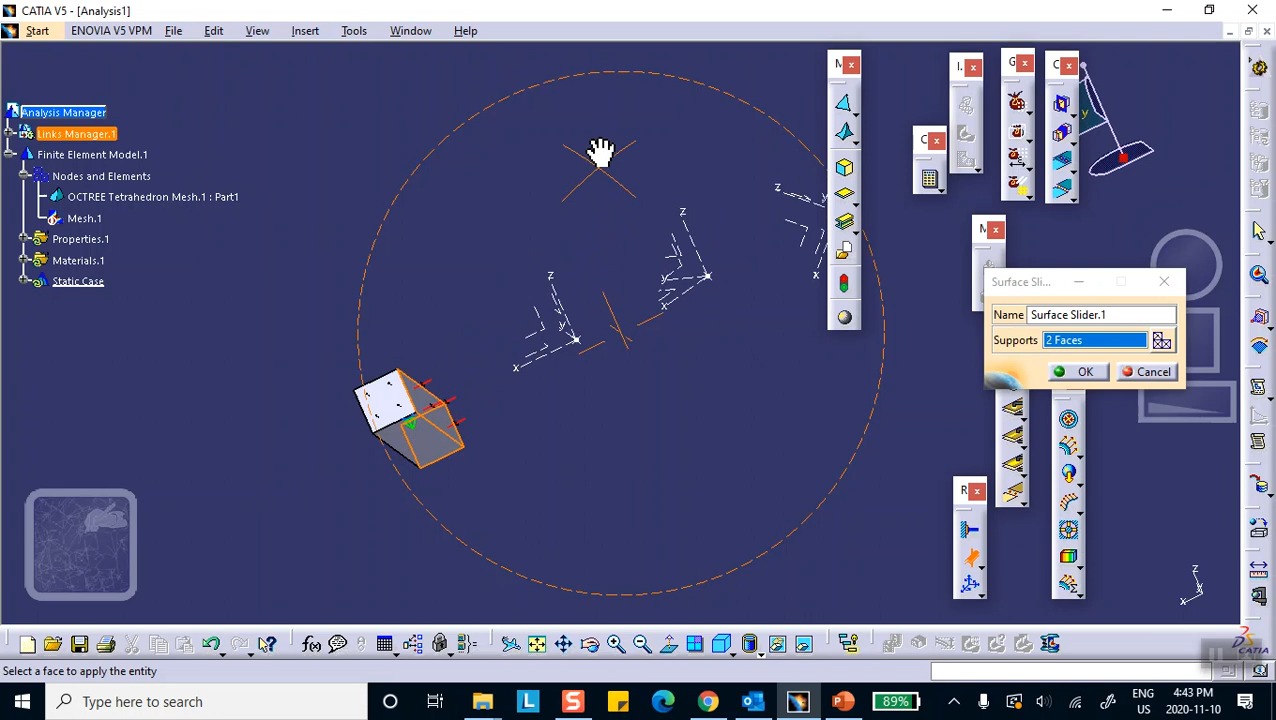 CATIA V5 - [Analysis1]
Start ENOVIA V5 VPM File Edit View Insert Tools Window Help
Analysis Manager
Links Manager.1
Finite Element Model.1
Nodes and Elements
OCTREE Tetrahedron Mesh.1 : Part1
Mesh.1
Properties.1
Materials.1
Static Case
z
y
x
z
y
x
z
y
x
M
I.
G
C
C
M
R
y
Surface Sli...
Name Surface Slider.1
Supports 2 Faces
OK Cancel
z
y
x
f(x)
CATIA
Select a face to apply the entity
Type here to search
L
S
89%
ENG
US
4:43 PM
2020-11-10